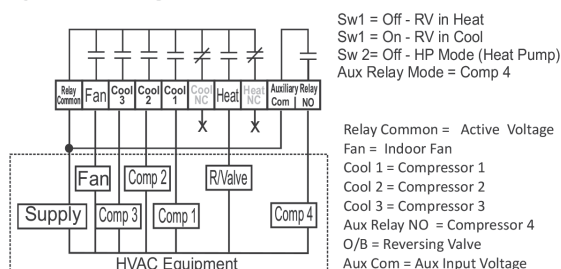 Sw1 = Off - RV in Heat
Sw1 = On - RV in Cool
Sw 2= Off - HP Mode (Heat Pump)
Aux Relay Mode = Comp 4
Relay Common
Fan
Cool 3
Cool 2
Cool 1
Cool NC
Heat
Heat NC
Auxiliary Relay
Com | NO
X
X
Relay Common = Active Voltage
Fan = Indoor Fan
Cool 1 = Compressor 1
Cool 2 = Compressor 2
Cool 3 = Compressor 3
Aux Relay NO = Compressor 4
O/B = Reversing Valve
Aux Com = Aux Input Voltage
Fan
Comp 2
R/Valve
Supply
Comp 3
Comp 1
Comp 4
HVAC Equipment